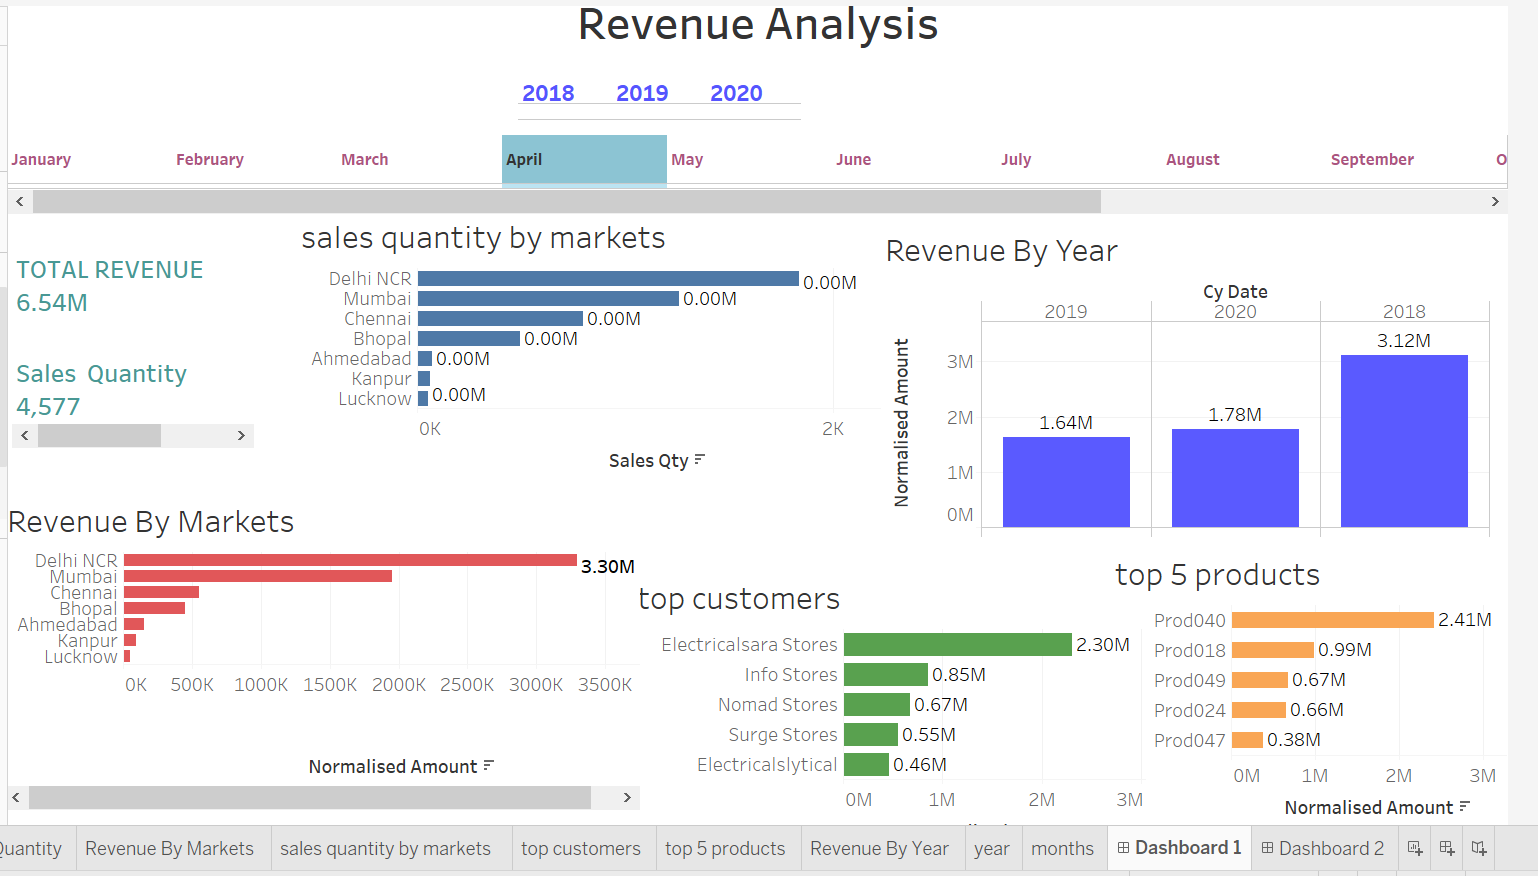 Revenue Analysis
2018 2019 2020
January February March April May June July August September O
TOTAL REVENUE
6.54M
Sales Quantity
4,577
sales quantity by markets
Delhi NCR 0.00M
Mumbai 0.00M
Chennai 0.00M
Bhopal 0.00M
Ahmedabad 0.00M
Kanpur
Lucknow 0.00M
0K 2K
Sales Qty
Revenue By Year
Cy Date
2019 2020 2018
Normalised Amount
3M
2M
1M
0M
1.64M 1.78M 3.12M
Revenue By Markets
Delhi NCR 3.30M
Mumbai
Chennai
Bhopal
Ahmedabad
Kanpur
Lucknow
0K 500K 1000K 1500K 2000K 2500K 3000K 3500K
Normalised Amount
top customers
Electricalsara Stores 2.30M
Info Stores 0.85M
Nomad Stores 0.67M
Surge Stores 0.55M
Electricalslytical 0.46M
0M 1M 2M 3M
top 5 products
Prod040 2.41M
Prod018 0.99M
Prod049 0.67M
Prod024 0.66M
Prod047 0.38M
0M 1M 2M 3M
Normalised Amount
Quantity Revenue By Markets sales quantity by markets top customers top 5 products Revenue By Year year months Dashboard 1 Dashboard 2